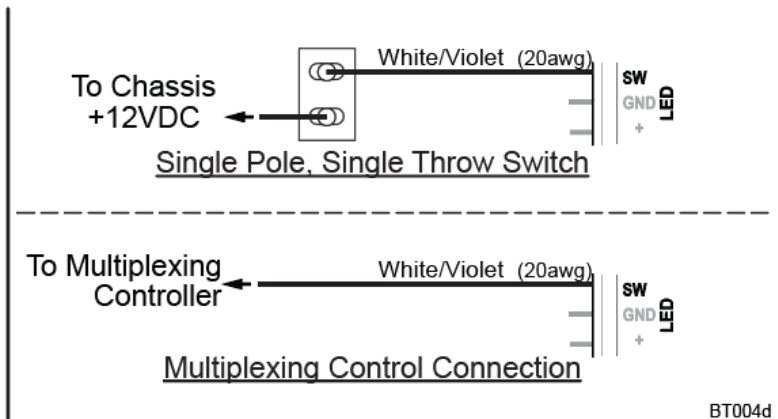 White/Violet (20awg)
To Chassis
+12VDC
SW
GND
+
LED
Single Pole, Single Throw Switch
To Multiplexing
Controller
White/Violet (20awg)
SW
GND
+
LED
Multiplexing Control Connection
BT004d